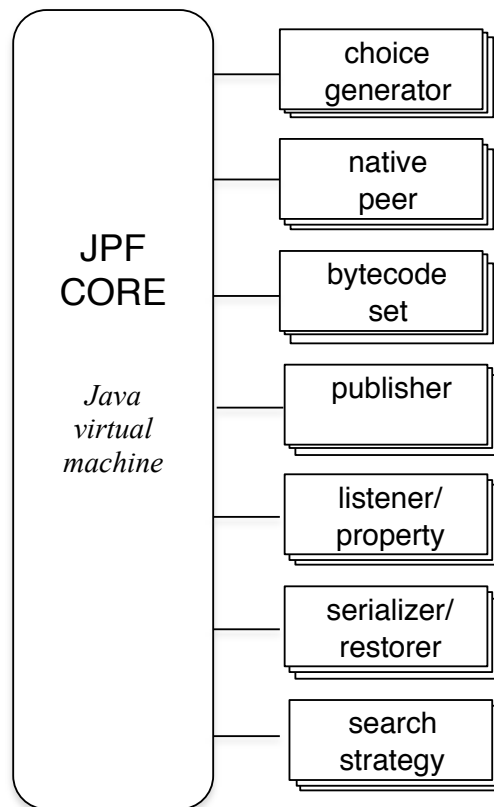 JPF
CORE
Java
virtual
machine
choice
generator
native
peer
bytecode
set
publisher
listener/
property
serializer/
restorer
search
strategy